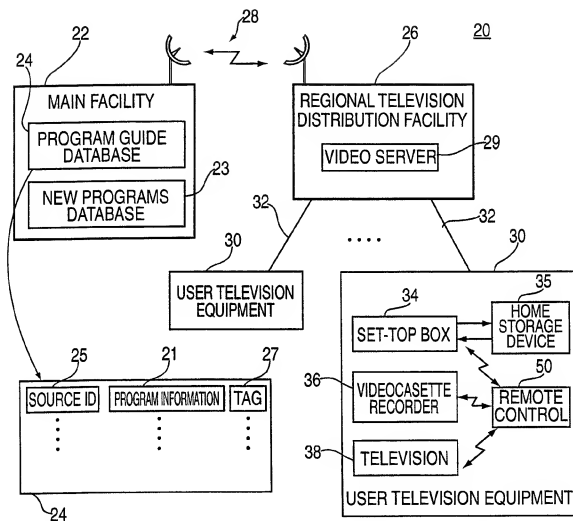 28
20
24
22
26
MAIN FACILITY
PROGRAM GUIDE
DATABASE
NEW PROGRAMS
DATABASE
23
REGIONAL TELEVISION
DISTRIBUTION FACILITY
VIDEO SERVER
29
32
32
30
USER TELEVISION
EQUIPMENT
30
34
35
SET-TOP BOX
HOME
STORAGE
DEVICE
36
VIDEOCASETTE
RECORDER
50
REMOTE
CONTROL
38
TELEVISION
USER TELEVISION EQUIPMENT
25
21
27
SOURCE ID
PROGRAM INFORMATION
TAG
24